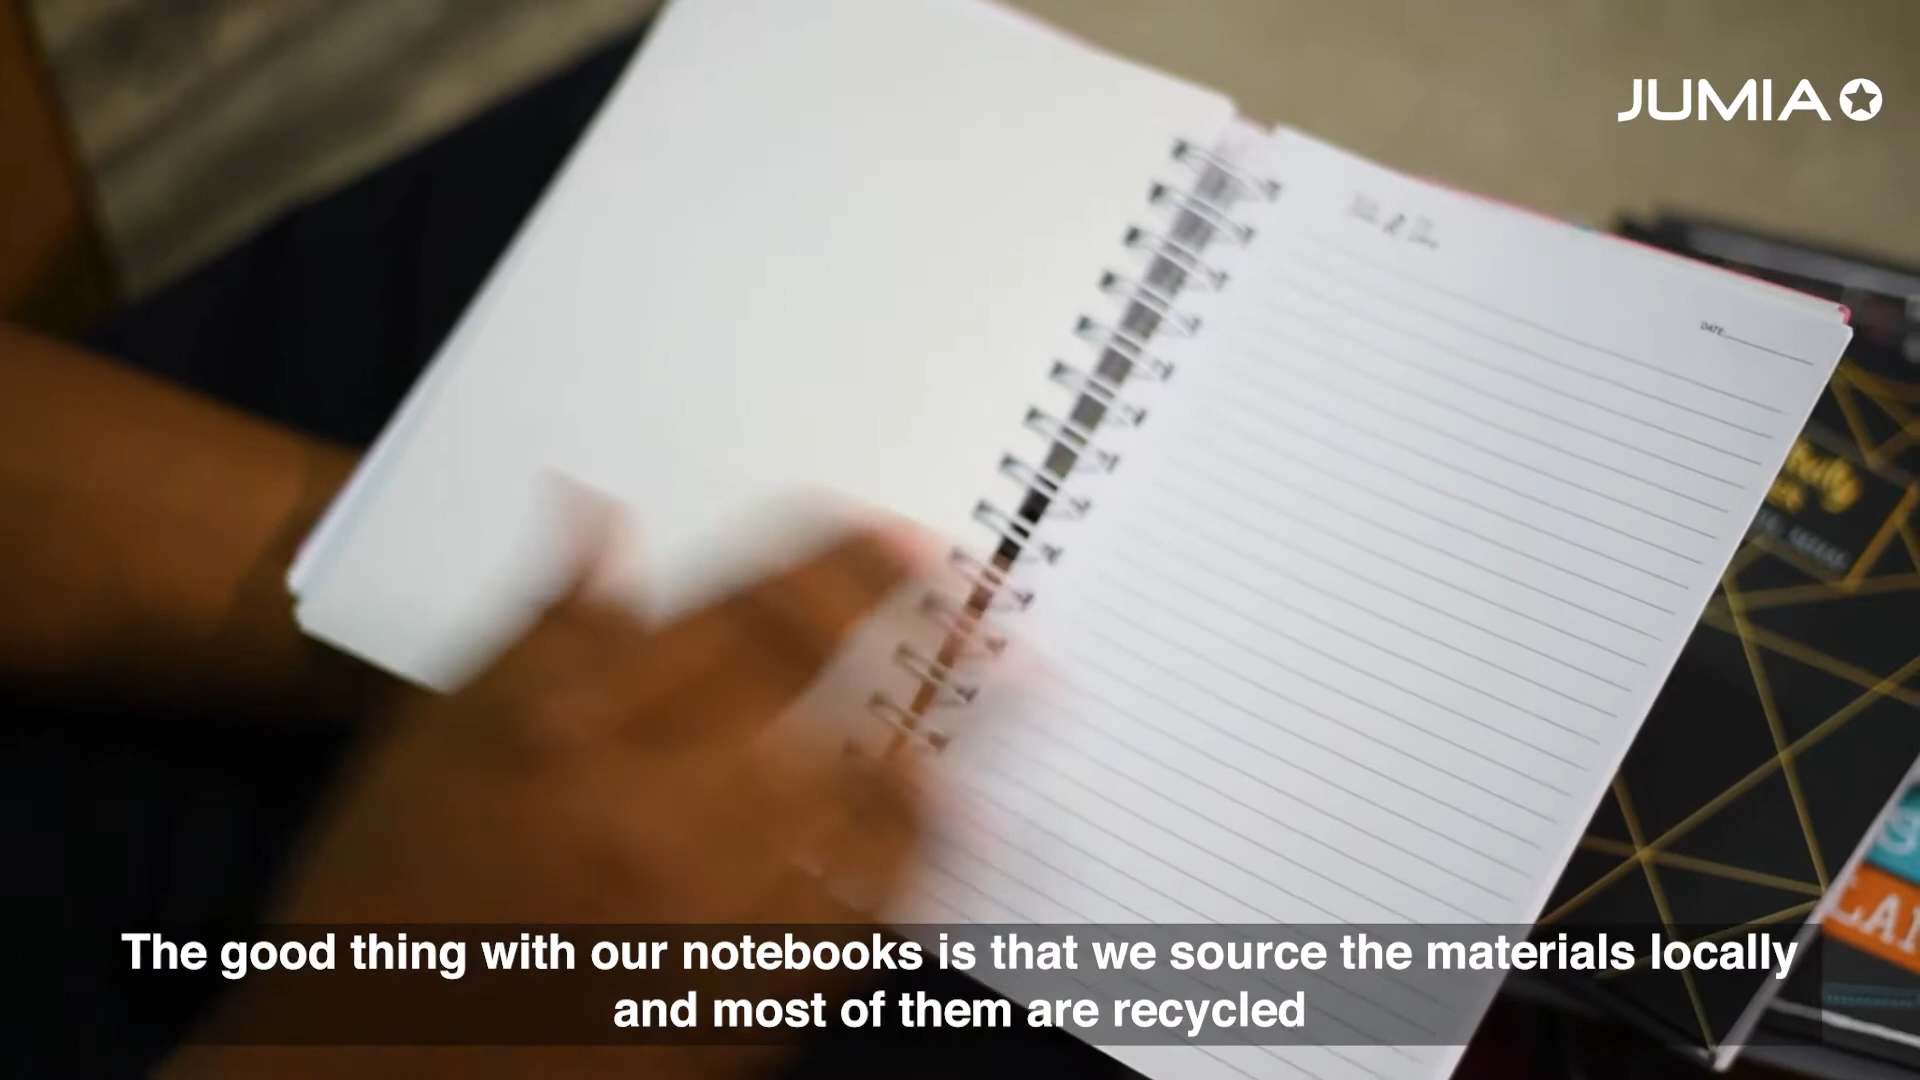 JUMIA
DATE
The good thing with our notebooks is that we source the materials locally
and most of them are recycled